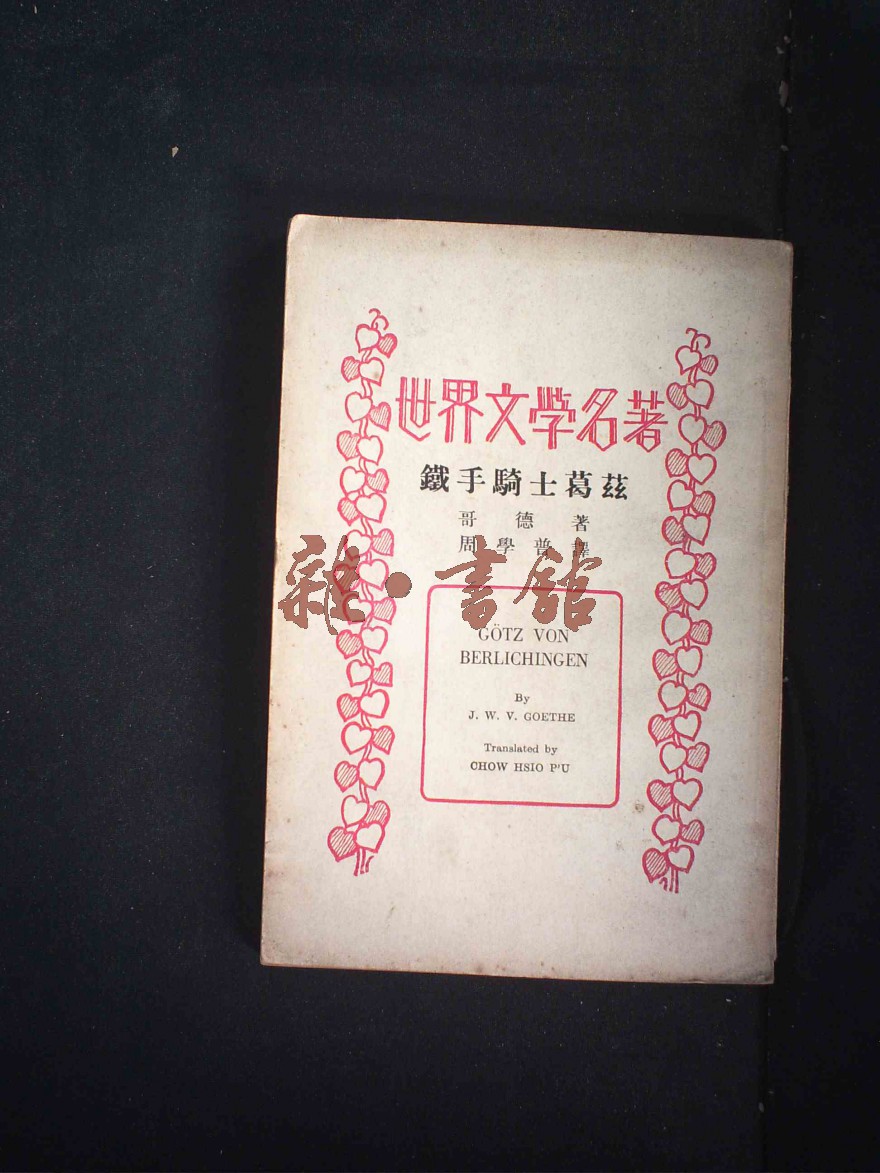 世界文学名著
鐵手騎士葛茲
哥德著
周學普譯
雜·書館
GÖTZ VON
BERLICHINGEN
By
J. W. V. GOETHE
Translated by
CHOW HSIO P'U